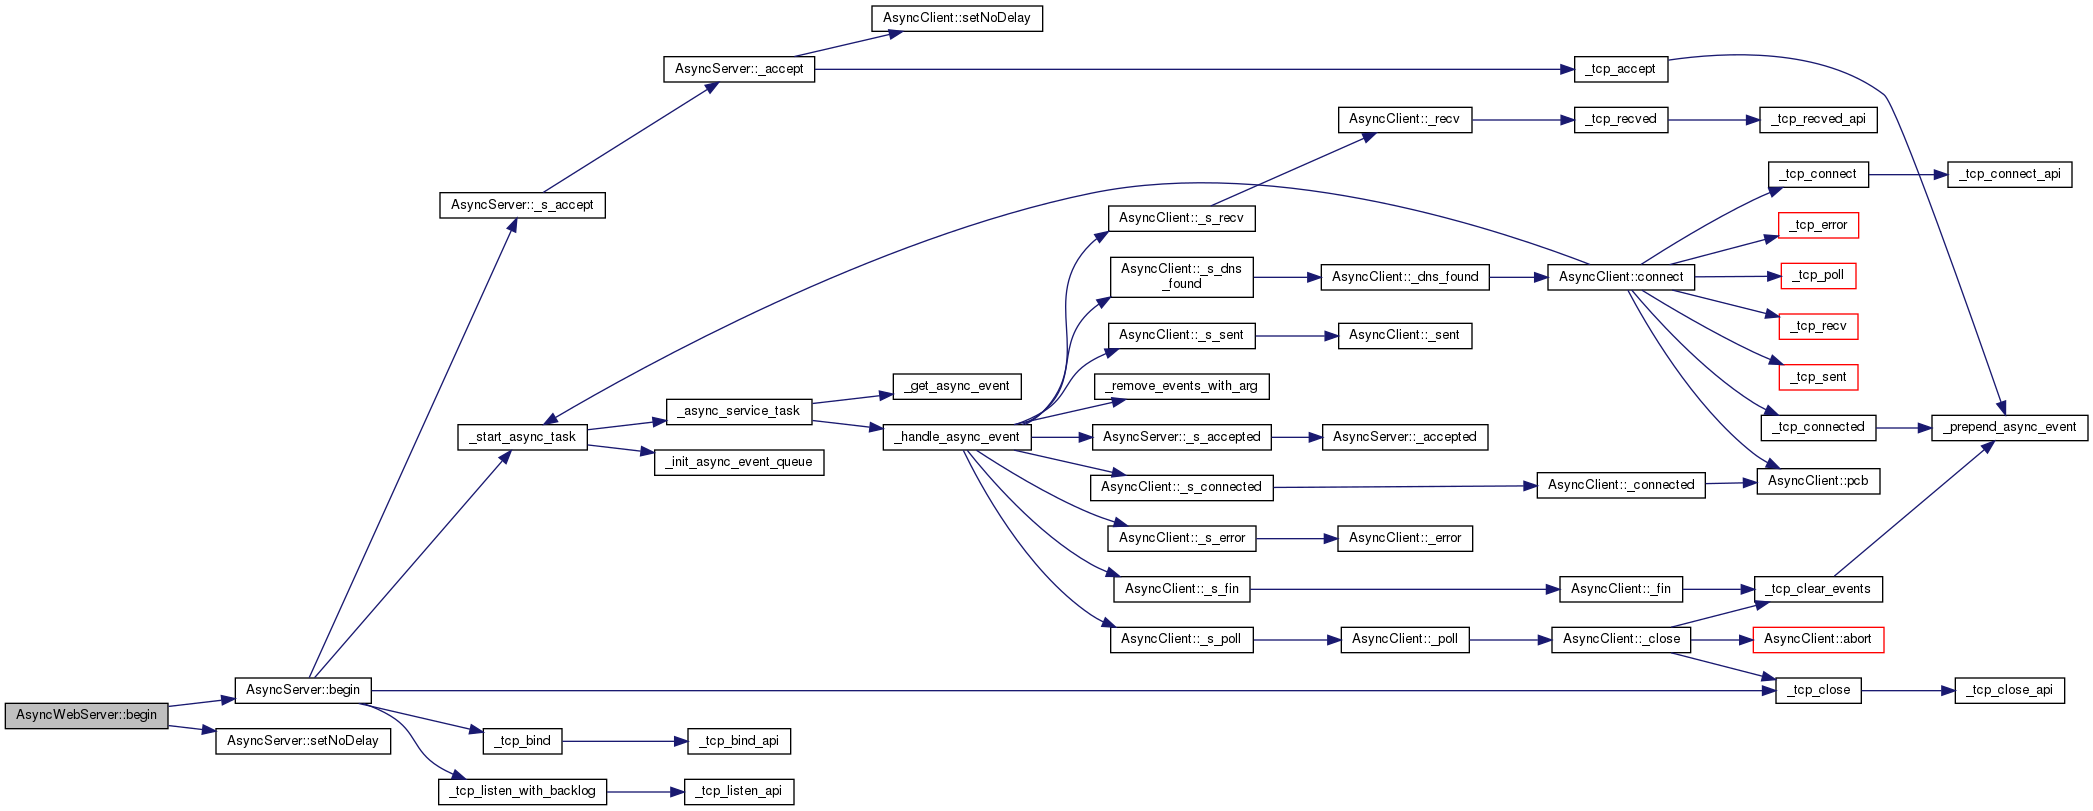 AsyncClient::setNoDelay
AsyncServer::_accept
_tcp_accept
AsyncClient::_recv
_tcp_recved
_tcp_recved_api
_tcp_connect
_tcp_connect_api
AsyncServer::_s_accept
AsyncClient::_s_recv
_tcp_error
AsyncClient::_s_dns
_found
AsyncClient::_dns_found
AsyncClient::connect
_tcp_poll
_tcp_recv
AsyncClient::_s_sent
AsyncClient::_sent
_tcp_sent
_get_async_event
_remove_events_with_arg
_async_service_task
_tcp_connected
_prepend_async_event
_start_async_task
_handle_async_event
AsyncServer::_s_accepted
AsyncServer::_accepted
_init_async_event_queue
AsyncClient::_s_connected
AsyncClient::_connected
AsyncClient::pcb
AsyncClient::_s_error
AsyncClient::_error
AsyncClient::_s_fin
AsyncClient::_fin
_tcp_clear_events
AsyncClient::_s_poll
AsyncClient::_poll
AsyncClient::_close
AsyncClient::abort
AsyncServer::begin
_tcp_close
_tcp_close_api
AsyncWebServer::begin
AsyncServer::setNoDelay
_tcp_bind
_tcp_bind_api
_tcp_listen_with_backlog
_tcp_listen_api